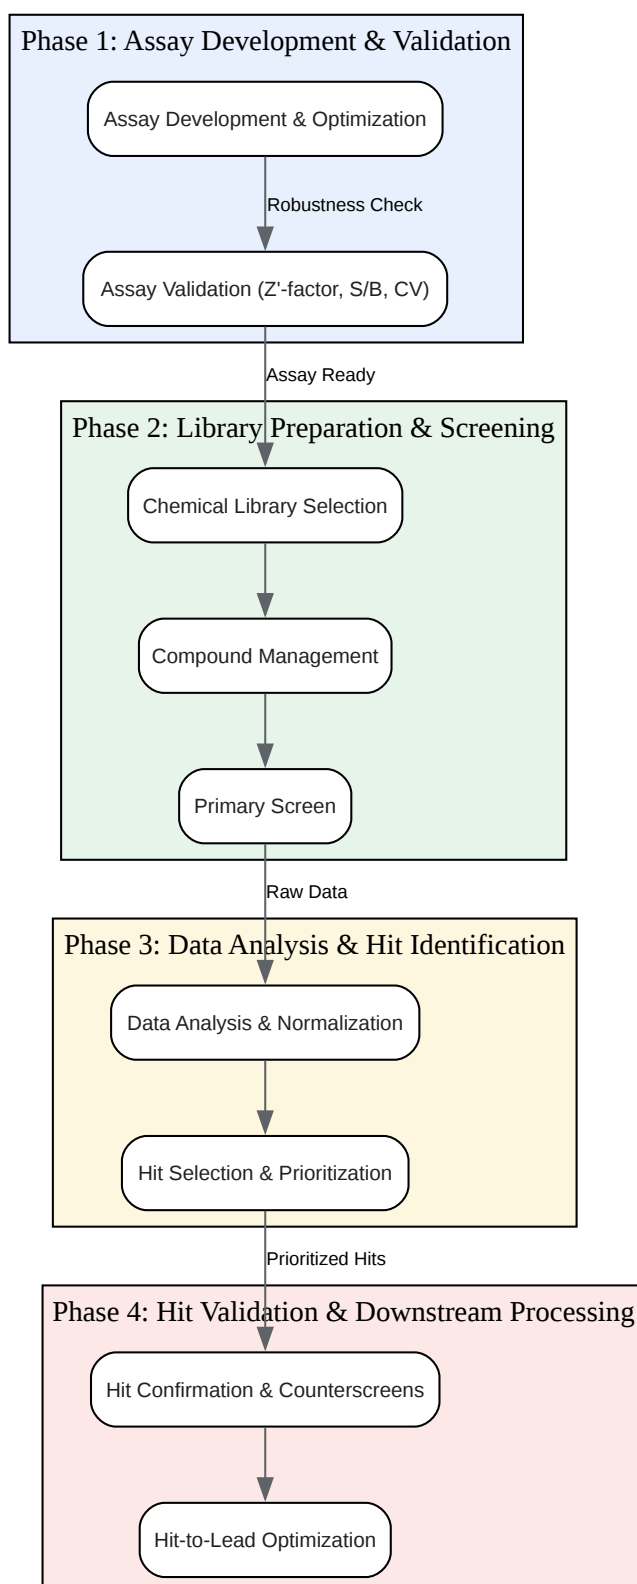 Phase 1: Assay Development & Validation
Assay Development & Optimization
Robustness Check
Assay Validation (Z'-factor, S/B, CV)
Assay Ready
Phase 2: Library Preparation & Screening
Chemical Library Selection
Compound Management
Primary Screen
Raw Data
Phase 3: Data Analysis & Hit Identification
Data Analysis & Normalization
Hit Selection & Prioritization
Prioritized Hits
Phase 4: Hit Validation & Downstream Processing
Hit Confirmation & Counterscreens
Hit-to-Lead Optimization